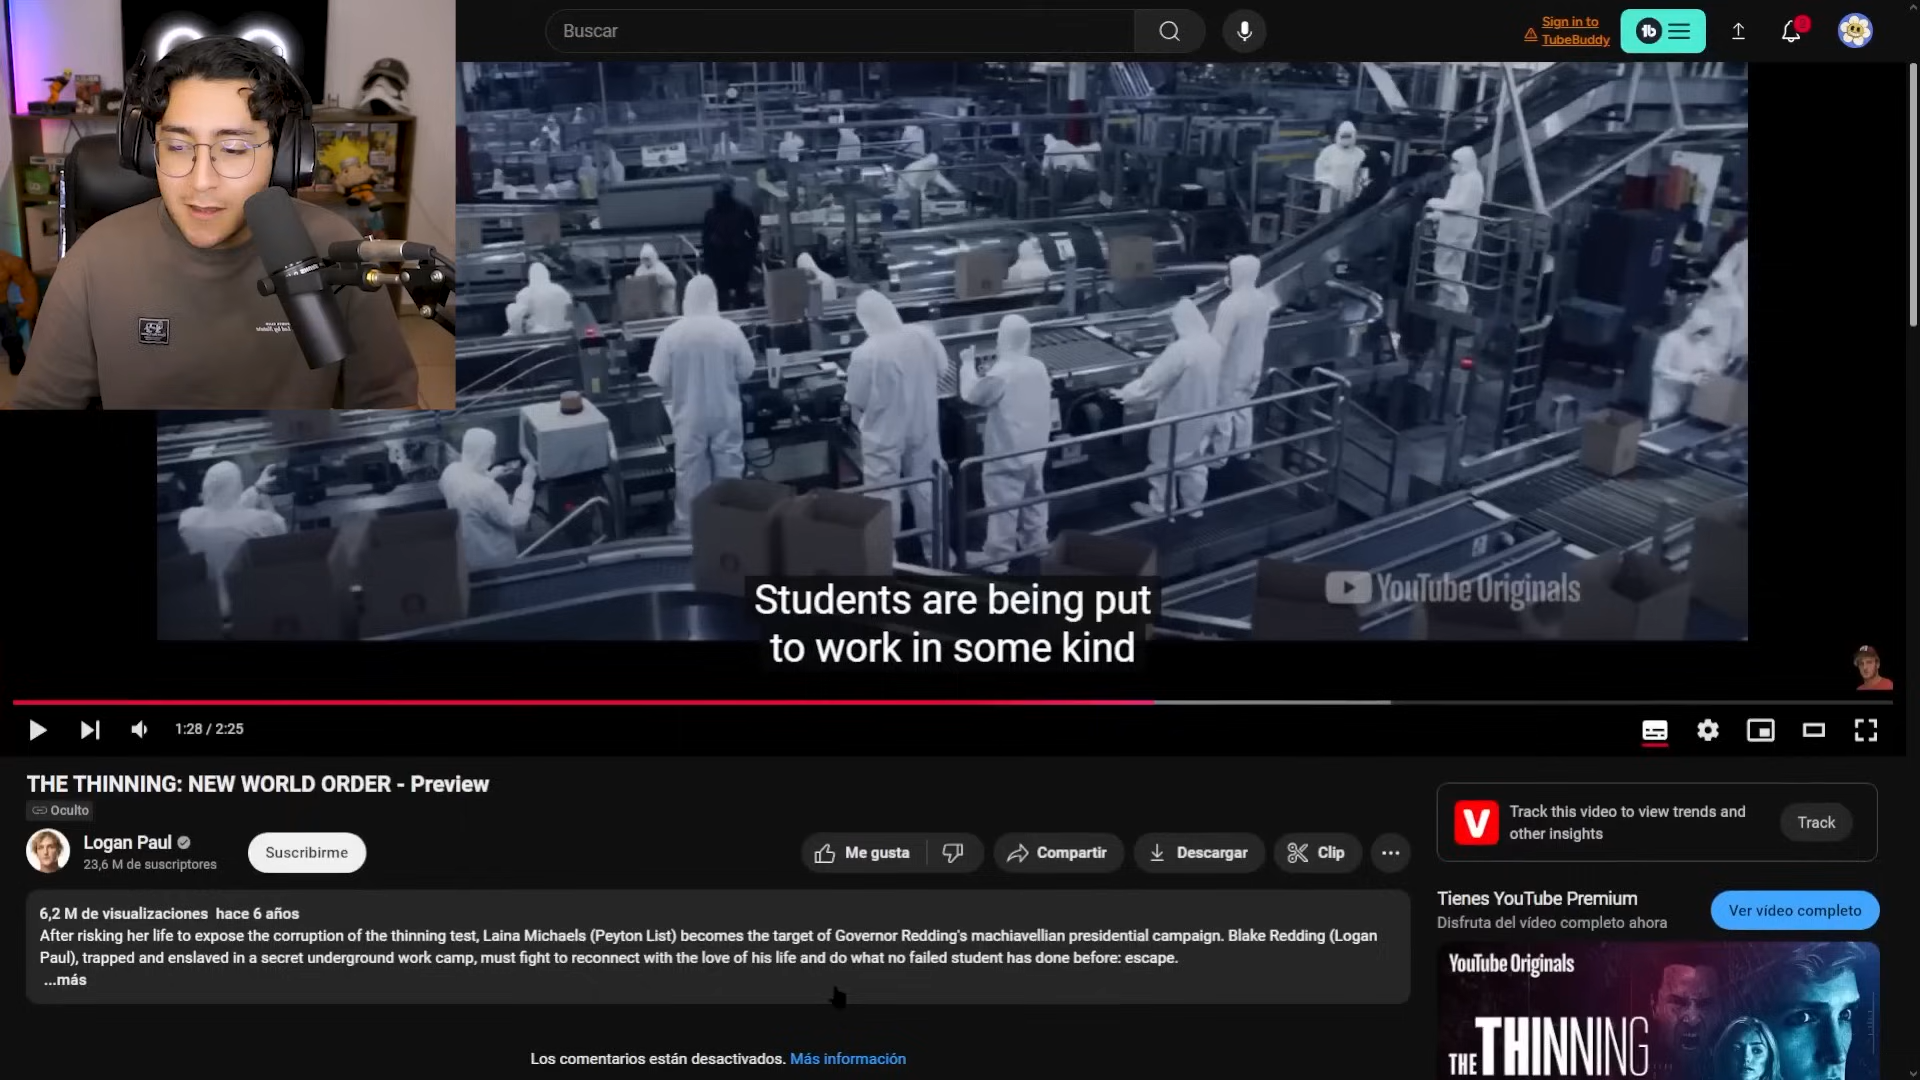 Buscar
Sign in to
TubeBuddy
Students are being put
to work in some kind
YouTube Originals
1:28 / 2:25
THE THINNING: NEW WORLD ORDER - Preview
Oculto
Logan Paul
23,6 M de suscriptores
Suscribirme
Me gusta
Compartir
Descargar
Clip
Track this video to view trends and
other insights
Track
6,2 M de visualizaciones hace 6 años
After risking her life to expose the corruption of the thinning test, Laina Michaels (Peyton List) becomes the target of Governor Redding's machiavellian presidential campaign. Blake Redding (Logan
Paul), trapped and enslaved in a secret underground work camp, must fight to reconnect with the love of his life and do what no failed student has done before: escape.
...más
Tienes YouTube Premium
Disfruta del vídeo completo ahora
Ver vídeo completo
YouTube Originals
THE THINNING
Los comentarios están desactivados. Más información